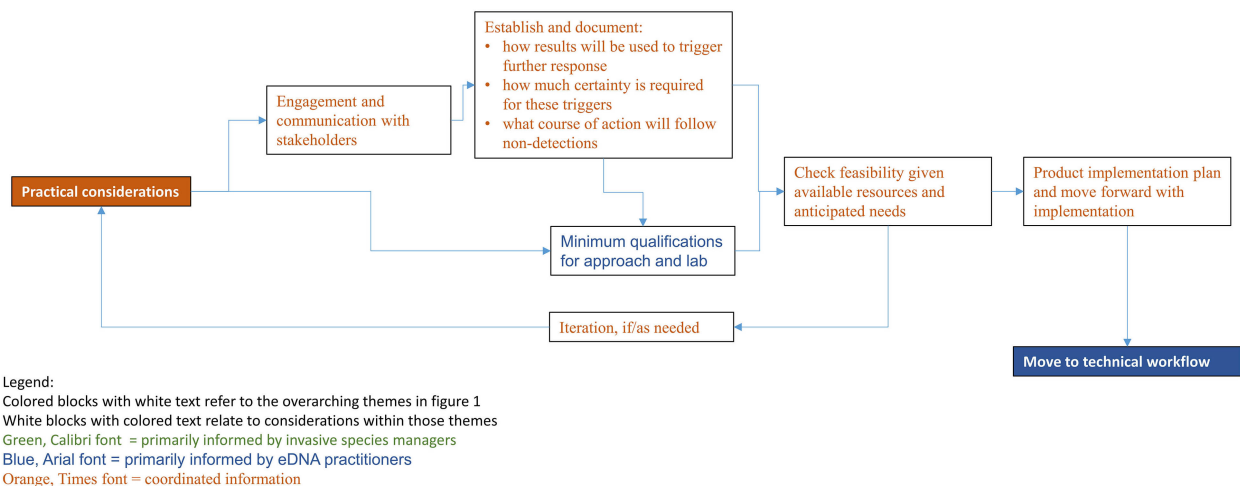 Establish and document:
• how results will be used to trigger
further response
• how much certainty is required
for these triggers
• what course of action will follow
non-detections
Engagement and
communication with
stakeholders
Practical considerations
Check feasibility given
available resources and
anticipated needs
Product implementation plan
and move forward with
implementation
Minimum qualifications
for approach and lab
Iteration, if/as needed
Move to technical workflow
Legend:
Colored blocks with white text refer to the overarching themes in figure 1
White blocks with colored text relate to considerations within those themes
Green, Calibri font = primarily informed by invasive species managers
Blue, Arial font = primarily informed by eDNA practitioners
Orange, Times font = coordinated information